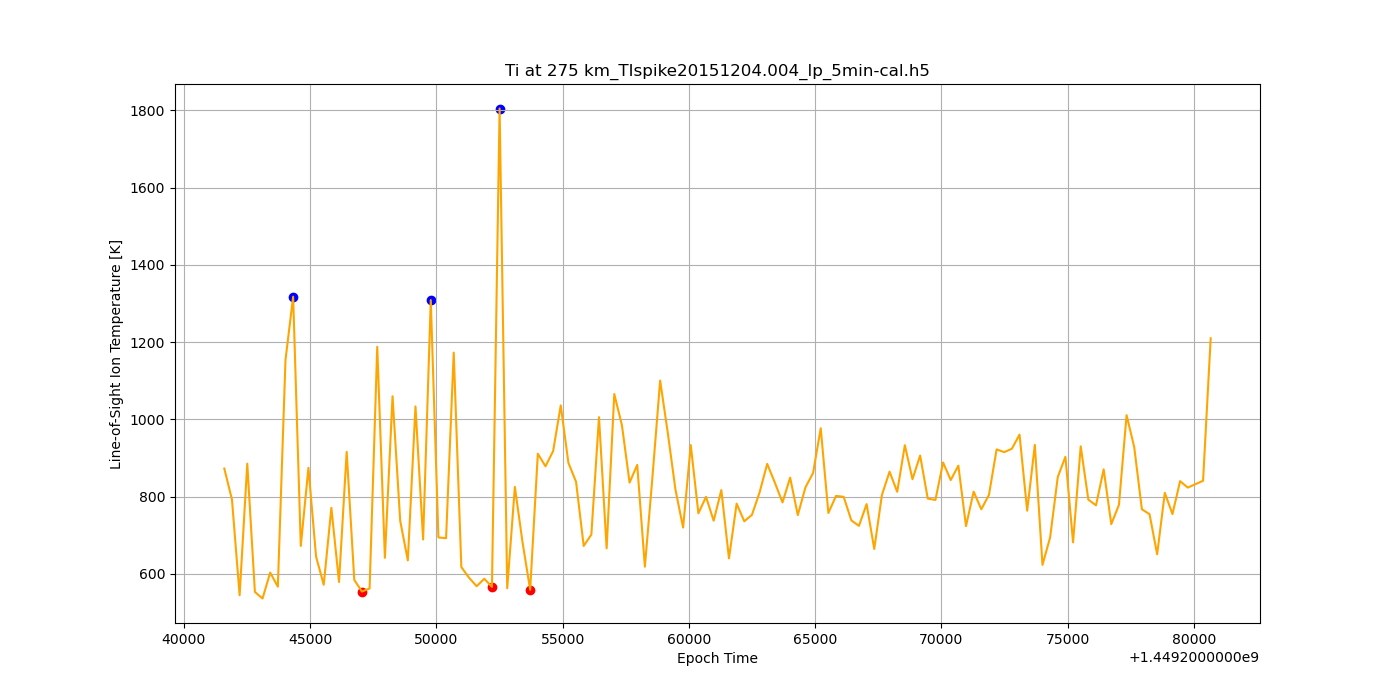 Ti at 275 km_TIspike20151204.004_lp_5min-cal.h5
Line-of-Sight Ion Temperature [K]
1800
1600
1400
1200
1000
800
600
40000 45000 50000 55000 60000 65000 70000 75000 80000
Epoch Time
+1.4492000000e9